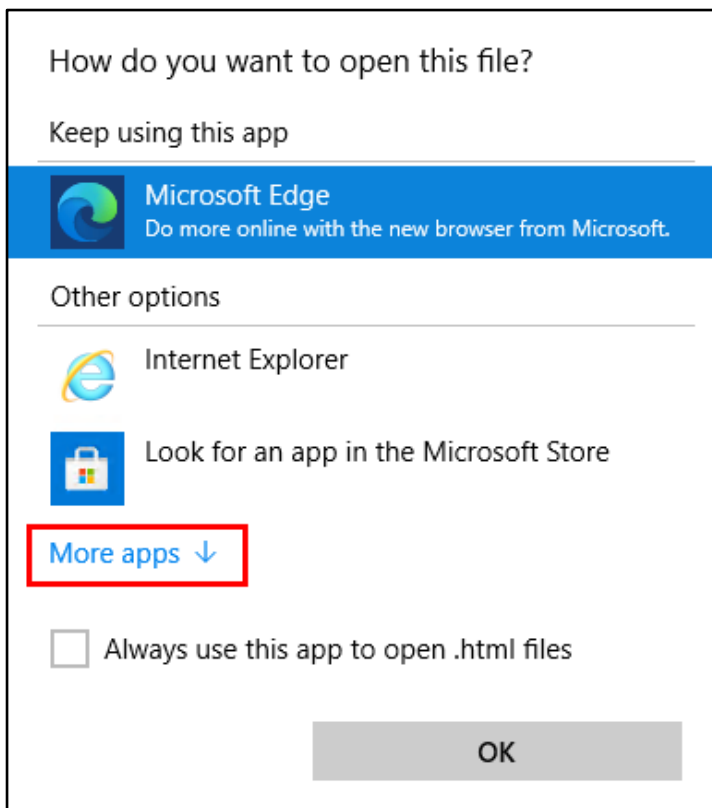 How do you want to open this file?
Keep using this app
Microsoft Edge
Do more online with the new browser from Microsoft.
Other options
Internet Explorer
Look for an app in the Microsoft Store
More apps ↓
Always use this app to open .html files
OK